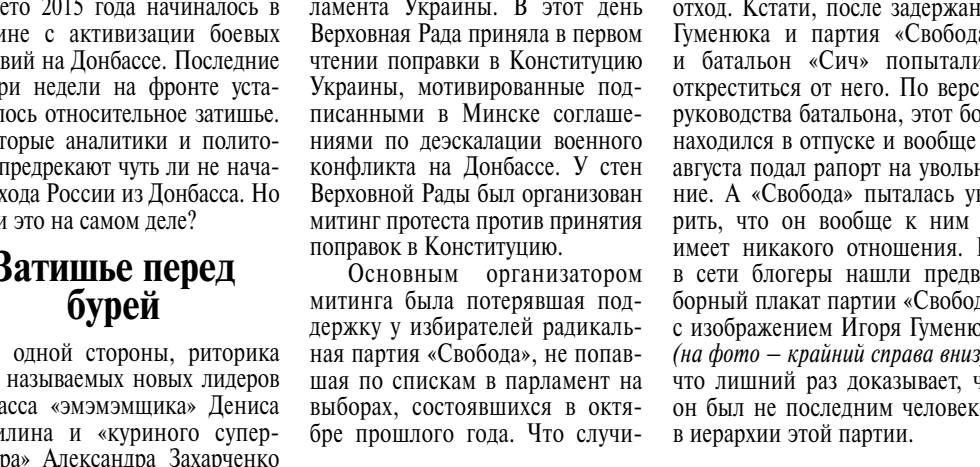 ето 2015 года начиналось в
ине с активизации боевых
вий на Донбассе. Последние
ри недели на фронте уста-
лось относительное затишье.
торые аналитики и полито-
предрекают чуть ли не нача-
хода России из Донбасса. Но
и это на самом деле?
Затишье перед
бурей
одной стороны, риторика
называемых новых лидеров
асса «эмэмэмщика» Дениса
илина и «куриного супер-
ра» Александра Захарченко
ламента Украины. В этот день
Верховная Рада приняла в первом
чтении поправки в Конституцию
Украины, мотивированные под-
писанными в Минске соглаше-
ниями по деэскалации военного
конфликта на Донбассе. У стен
Верховной Рады был организован
митинг протеста против принятия
поправок в Конституцию.
Основным организатором
митинга была потерявшая под-
держку у избирателей радикаль-
ная партия «Свобода», не попав-
шая по спискам в парламент на
выборах, состоявшихся в октя-
бре прошлого года. Что случи-
отход. Кстати, после задержан
Гуменюка и партия «Свобода
и батальон «Сич» попытали
откреститься от него. По верс
руководства батальона, этот бо
находился в отпуске и вообще
августа подал рапорт на увольн
ние. А «Свобода» пыталась ув
рить, что он вообще к ним
имеет никакого отношения.
в сети блогеры нашли предв
борный плакат партии «Свобод
с изображением Игоря Гуменю
(на фото – крайний справа вниз
что лишний раз доказывает, ч
он был не последним человек
в иерархии этой партии.